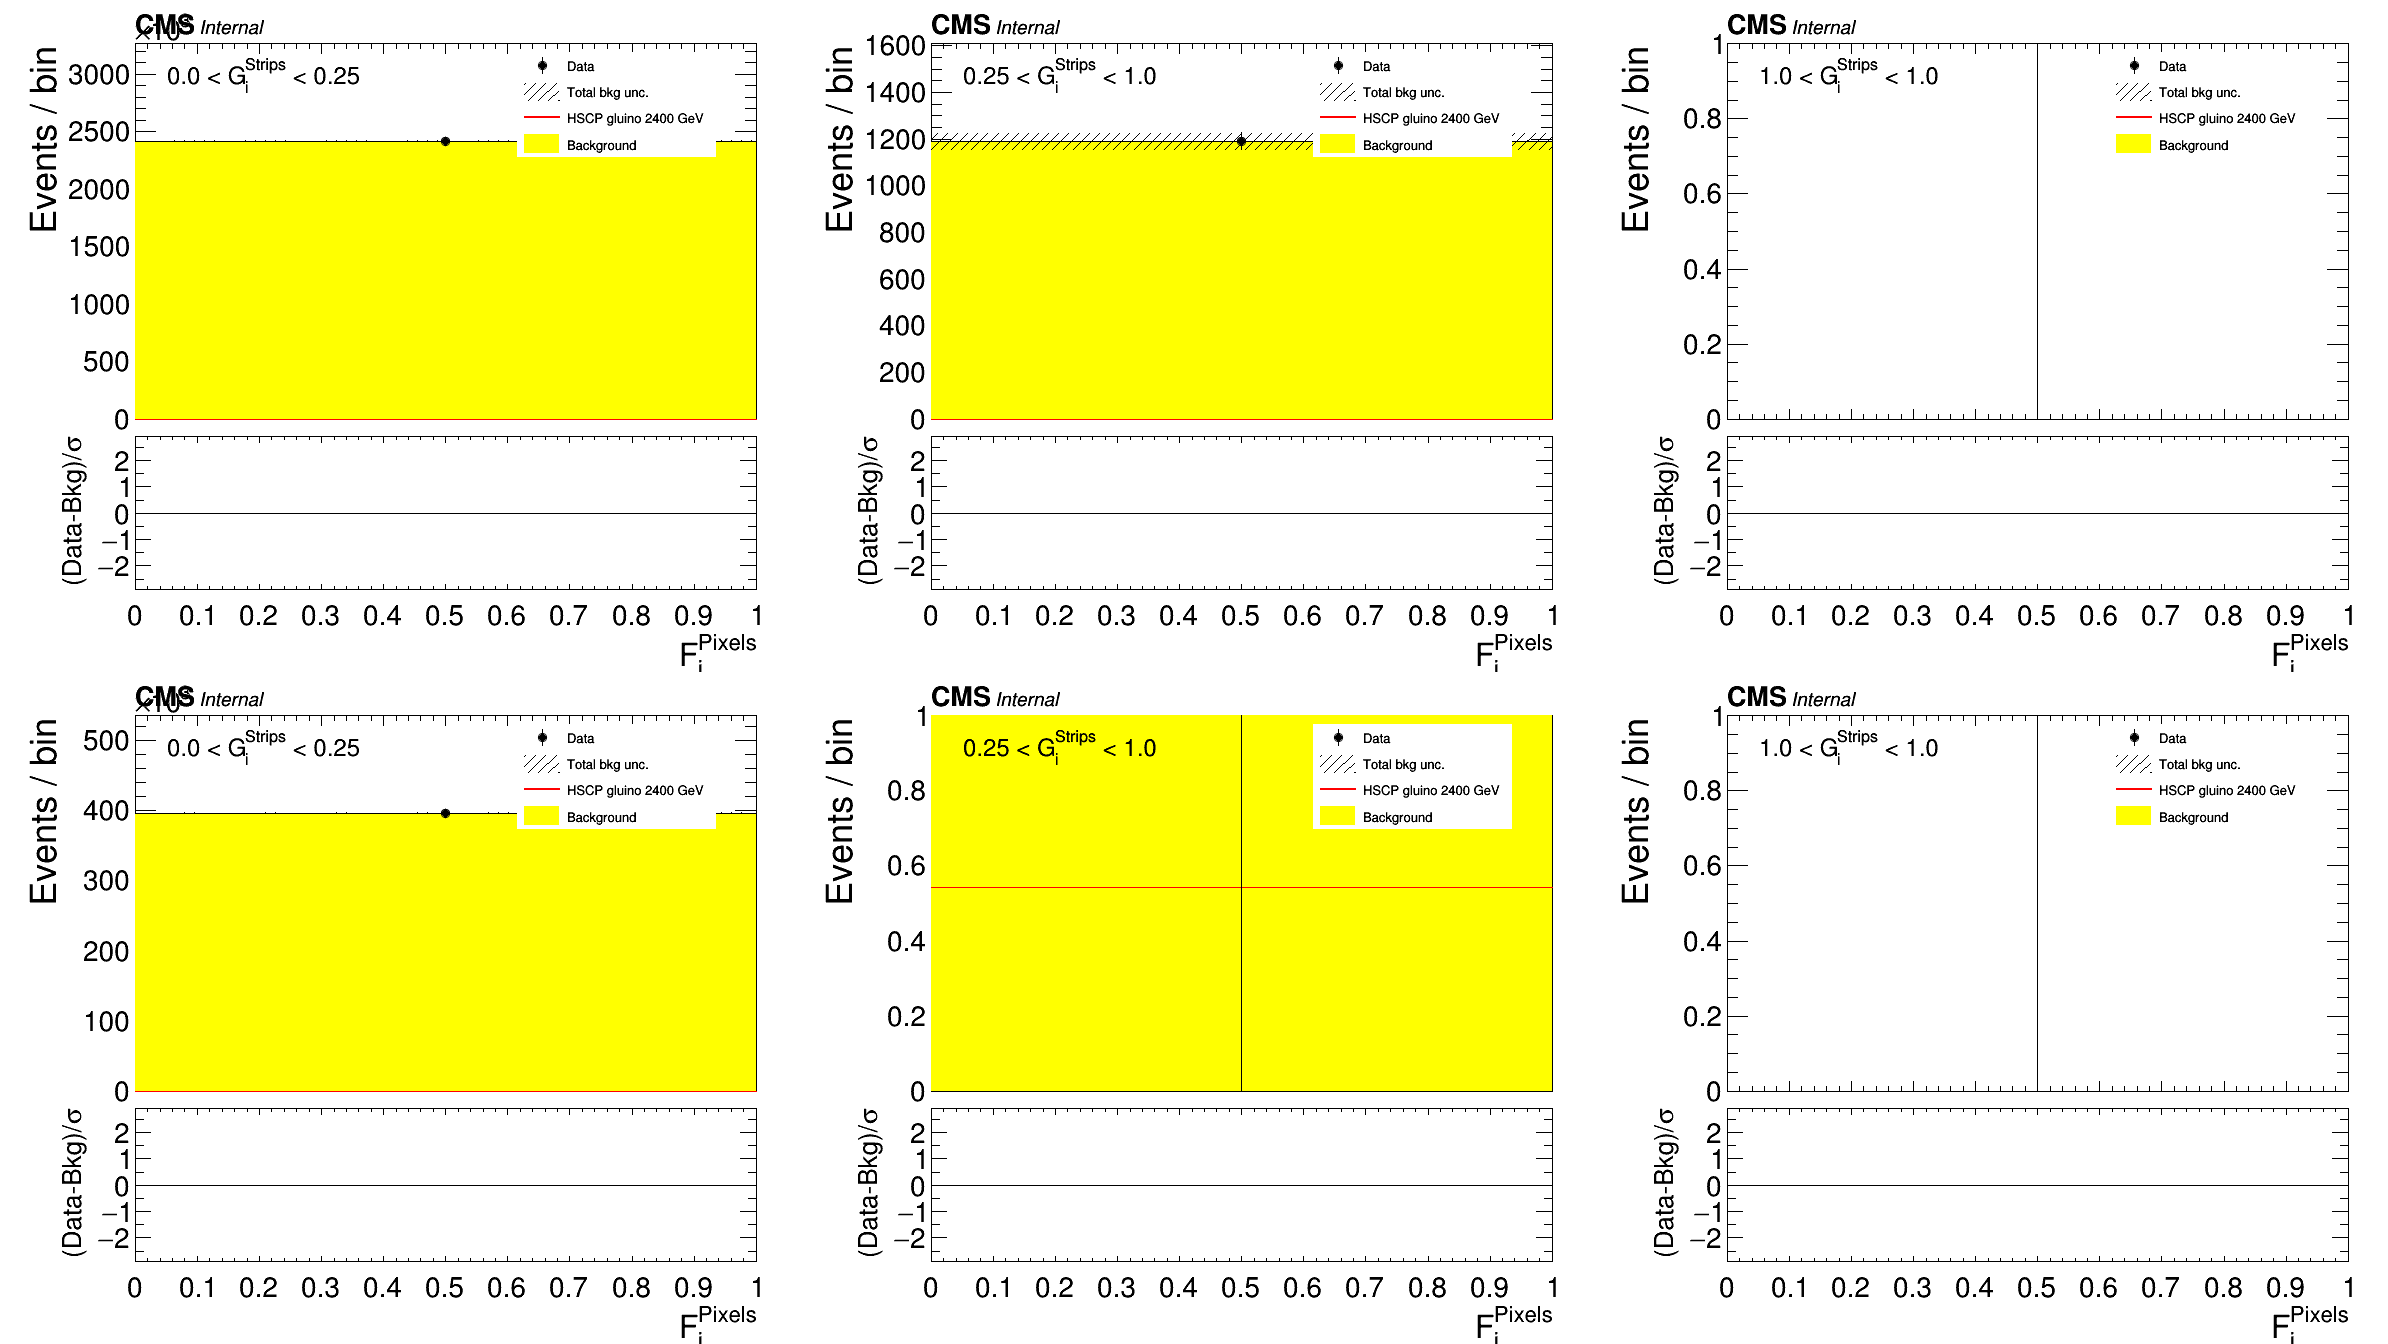 CMS Internal
Events / bin
0.0 < G_i^Strips < 0.25
Data
Total bkg unc.
HSCP gluino 2400 GeV
Background
3000
2500
2000
1500
1000
500
0
(Data-Bkg)/σ
2
1
0
−1
−2
0 0.1 0.2 0.3 0.4 0.5 0.6 0.7 0.8 0.9 1
F_i^Pixels
CMS Internal
Events / bin
0.25 < G_i^Strips < 1.0
Data
Total bkg unc.
HSCP gluino 2400 GeV
Background
1600
1400
1200
1000
800
600
400
200
0
(Data-Bkg)/σ
2
1
0
−1
−2
0 0.1 0.2 0.3 0.4 0.5 0.6 0.7 0.8 0.9 1
F_i^Pixels
CMS Internal
Events / bin
1.0 < G_i^Strips < 1.0
Data
Total bkg unc.
HSCP gluino 2400 GeV
Background
1
0.8
0.6
0.4
0.2
0
(Data-Bkg)/σ
2
1
0
−1
−2
0 0.1 0.2 0.3 0.4 0.5 0.6 0.7 0.8 0.9 1
F_i^Pixels
CMS Internal
Events / bin
0.0 < G_i^Strips < 0.25
Data
Total bkg unc.
HSCP gluino 2400 GeV
Background
500
400
300
200
100
0
(Data-Bkg)/σ
2
1
0
−1
−2
0 0.1 0.2 0.3 0.4 0.5 0.6 0.7 0.8 0.9 1
F_i^Pixels
CMS Internal
Events / bin
0.25 < G_i^Strips < 1.0
Data
Total bkg unc.
HSCP gluino 2400 GeV
Background
1
0.8
0.6
0.4
0.2
0
(Data-Bkg)/σ
2
1
0
−1
−2
0 0.1 0.2 0.3 0.4 0.5 0.6 0.7 0.8 0.9 1
F_i^Pixels
CMS Internal
Events / bin
1.0 < G_i^Strips < 1.0
Data
Total bkg unc.
HSCP gluino 2400 GeV
Background
1
0.8
0.6
0.4
0.2
0
(Data-Bkg)/σ
2
1
0
−1
−2
0 0.1 0.2 0.3 0.4 0.5 0.6 0.7 0.8 0.9 1
F_i^Pixels